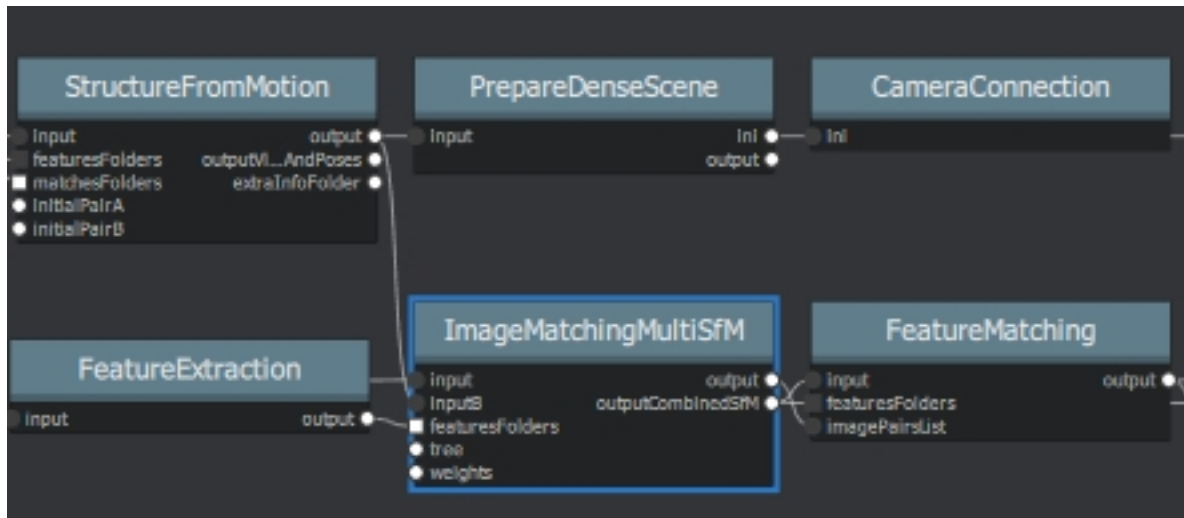 StructureFromMotion
Input output
featuresFolders outputVi...AndPoses
matchesFolders extraInfoFolder
initialPairA
initialPairB
PrepareDenseScene
Input ini
output
CameraConnection
ini
FeatureExtraction
input output
ImageMatchingMultiSfM
input output
inputB outputCombinedSfM
featuresFolders
tree
weights
FeatureMatching
input output
featuresFolders
imagePairsList